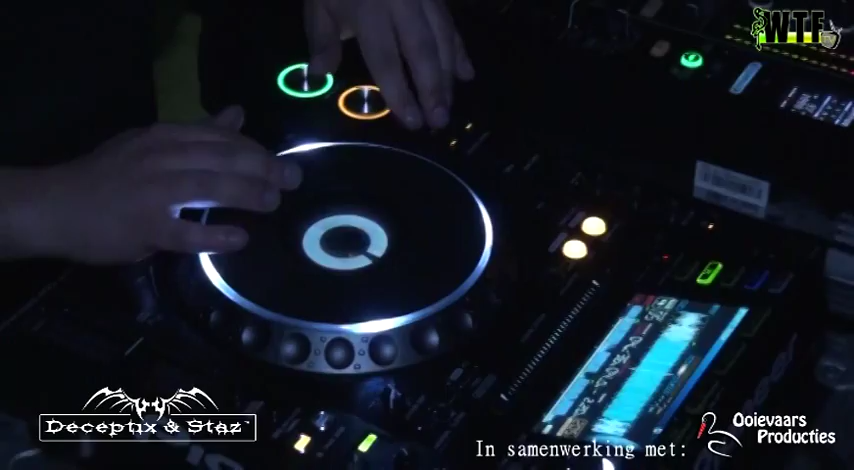 WTF
Deceptix & Staz
In samenwerking met:
Ooievaars
Producties